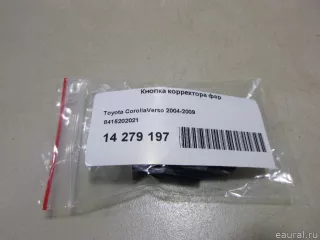 Кнопка корректора фар
Toyota CorollaVerso 2004-2009
8415202021
14 279 197
© eaural.ru